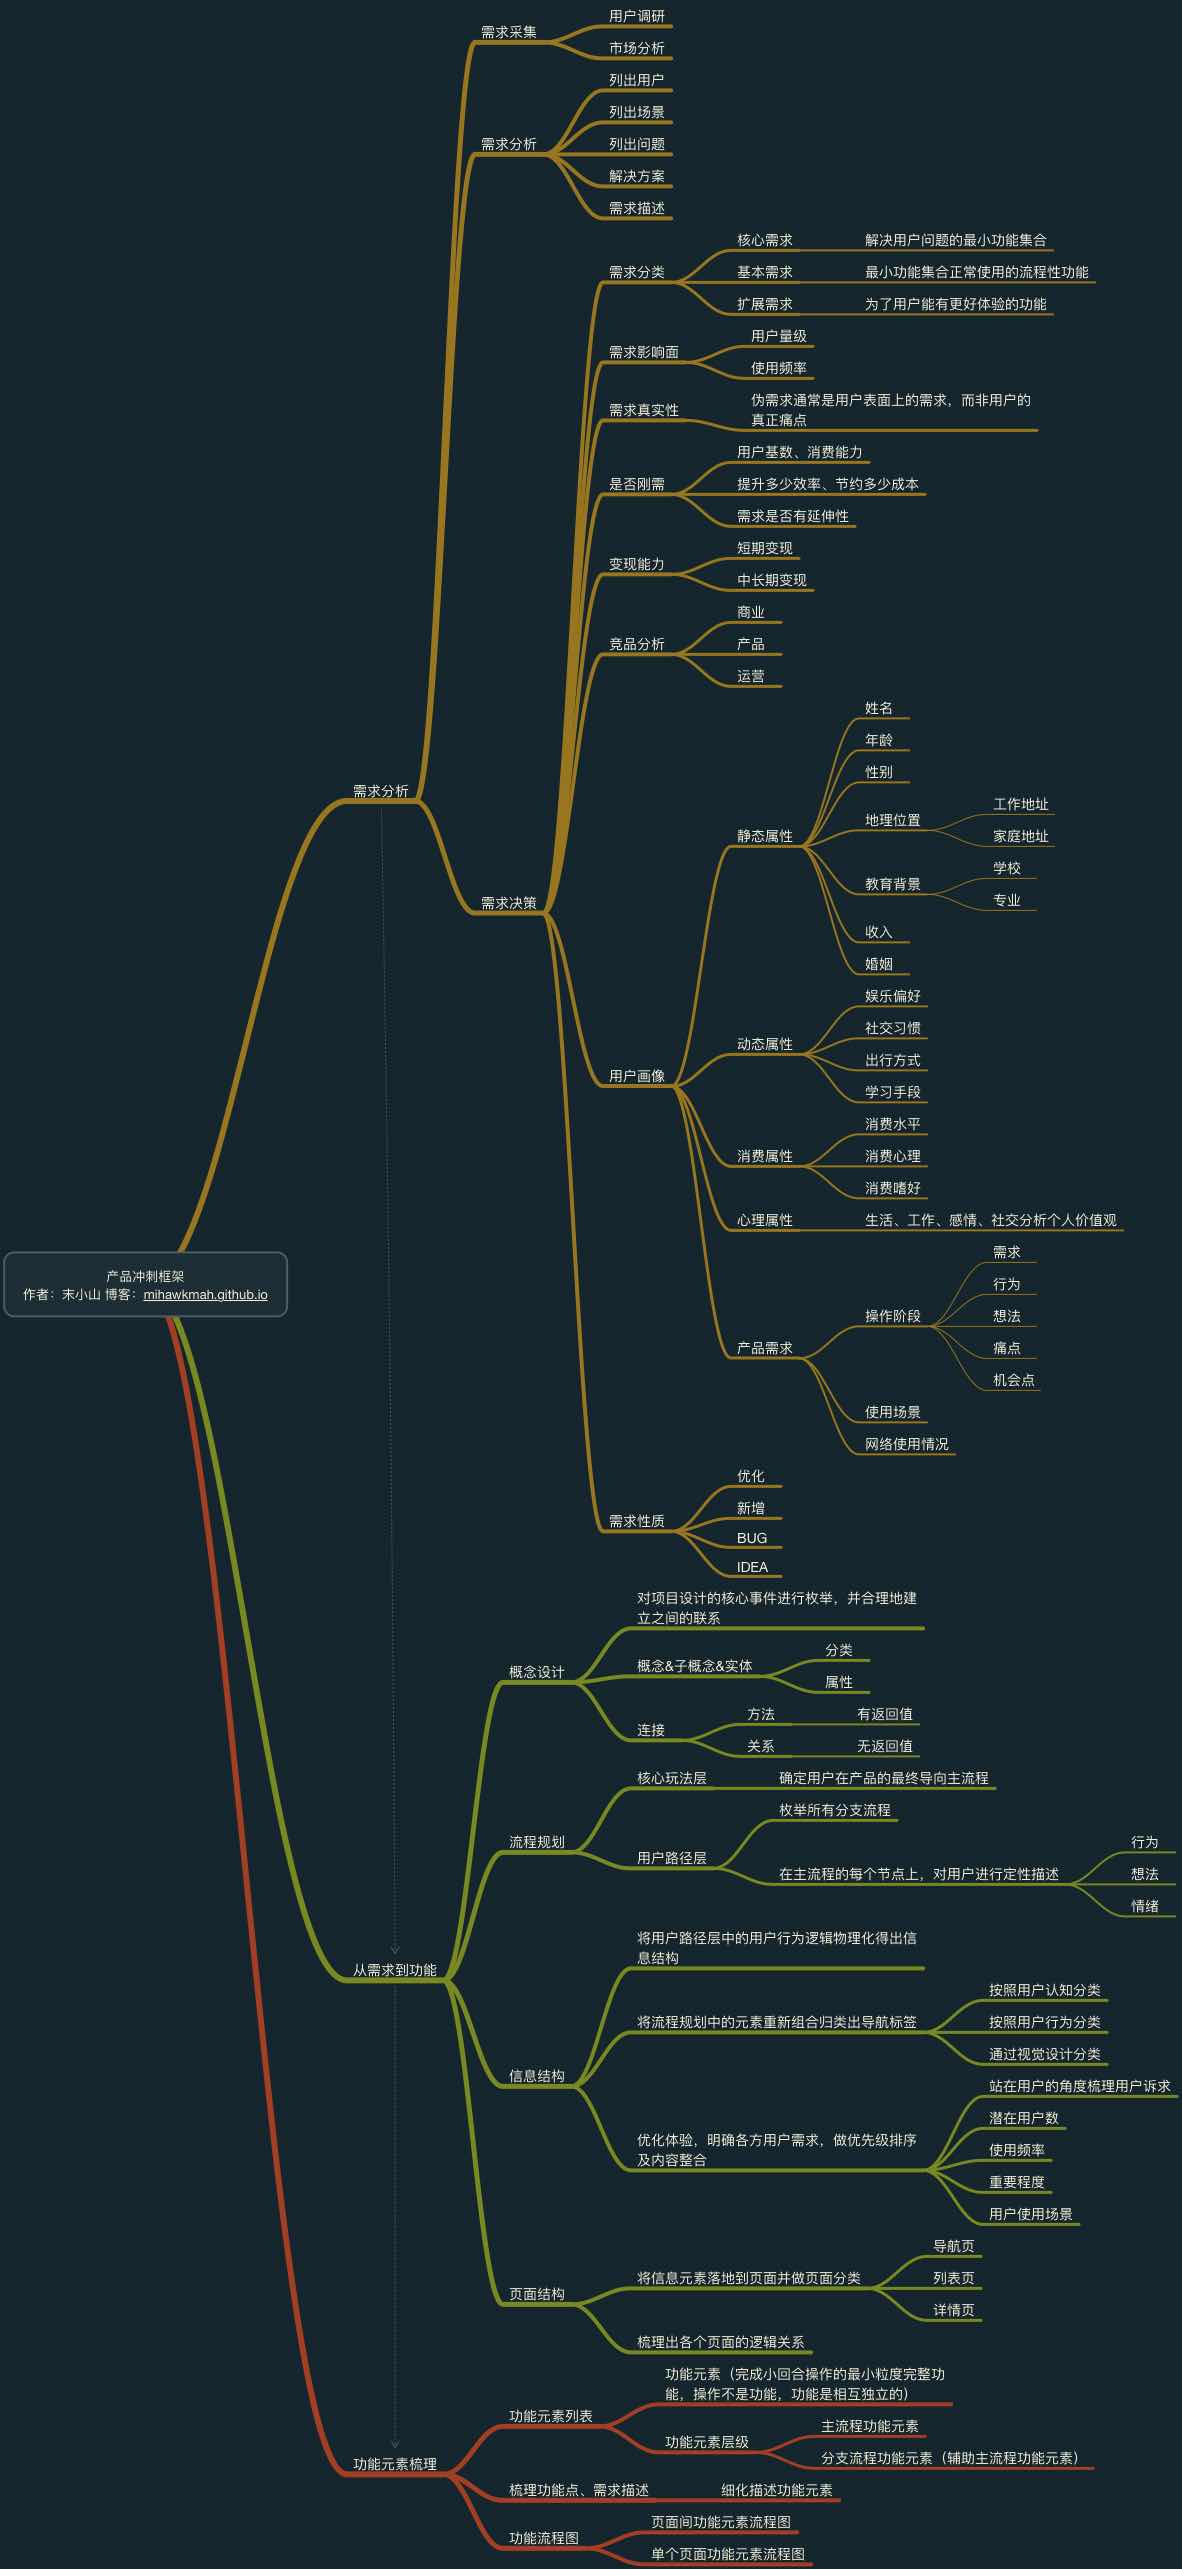 产品冲刺框架
作者：末小山 博客：mihawkmah.github.io
需求分析
需求采集
用户调研
市场分析
需求分析
列出用户
列出场景
列出问题
解决方案
需求描述
需求决策
需求分类
核心需求
解决用户问题的最小功能集合
基本需求
最小功能集合正常使用的流程性功能
扩展需求
为了用户能有更好体验的功能
需求影响面
用户量级
使用频率
需求真实性
伪需求通常是用户表面上的需求，而非用户的
真正痛点
是否刚需
用户基数、消费能力
提升多少效率、节约多少成本
需求是否有延伸性
变现能力
短期变现
中长期变现
竞品分析
商业
产品
运营
用户画像
静态属性
姓名
年龄
性别
地理位置
工作地址
家庭地址
教育背景
学校
专业
收入
婚姻
动态属性
娱乐偏好
社交习惯
出行方式
学习手段
消费属性
消费水平
消费心理
消费嗜好
心理属性
生活、工作、感情、社交分析个人价值观
产品需求
操作阶段
需求
行为
想法
痛点
机会点
使用场景
网络使用情况
需求性质
优化
新增
BUG
IDEA
从需求到功能
概念设计
对项目设计的核心事件进行枚举，并合理地建
立之间的联系
概念&子概念&实体
分类
属性
连接
方法
有返回值
关系
无返回值
流程规划
核心玩法层
确定用户在产品的最终导向主流程
用户路径层
枚举所有分支流程
在主流程的每个节点上，对用户进行定性描述
行为
想法
情绪
信息结构
将用户路径层中的用户行为逻辑物理化得出信
息结构
将流程规划中的元素重新组合归类出导航标签
按照用户认知分类
按照用户行为分类
通过视觉设计分类
优化体验，明确各方用户需求，做优先级排序
及内容整合
站在用户的角度梳理用户诉求
潜在用户数
使用频率
重要程度
用户使用场景
页面结构
将信息元素落地到页面并做页面分类
导航页
列表页
详情页
梳理出各个页面的逻辑关系
功能元素梳理
功能元素列表
功能元素（完成小回合操作的最小粒度完整功
能，操作不是功能，功能是相互独立的）
功能元素层级
主流程功能元素
分支流程功能元素（辅助主流程功能元素）
梳理功能点、需求描述
细化描述功能元素
功能流程图
页面间功能元素流程图
单个页面功能元素流程图